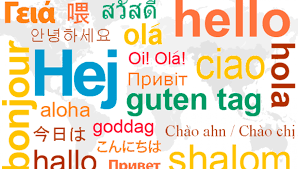 Γειά
喂
สวัสดี
hello
안녕하세요
olá
Oi! Olá!
Hej
ciao
hola
Привіт
bonjour
aloha
guten tag
今日は
goddag
Chào anh / Chào chị
こんにちは
hallo
Привет
shalom